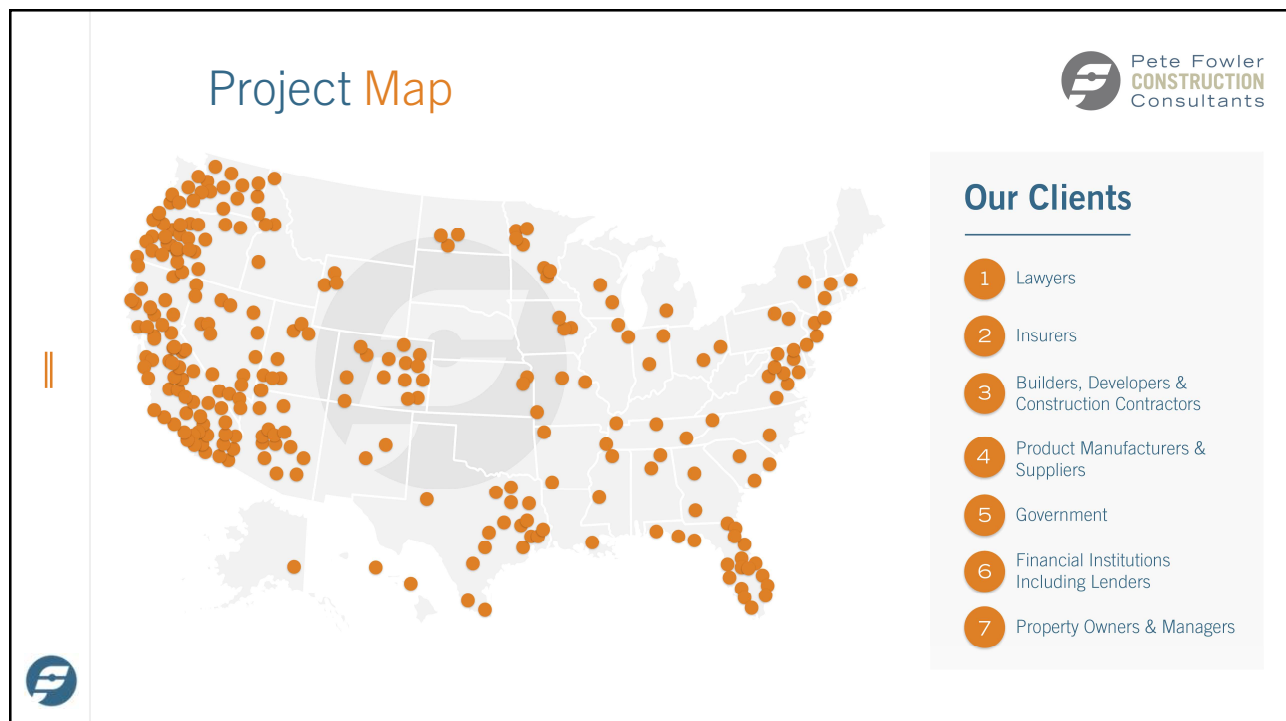 Project Map
Pete Fowler
CONSTRUCTION
Consultants
Our Clients
1 Lawyers
2 Insurers
3 Builders, Developers &
Construction Contractors
4 Product Manufacturers &
Suppliers
5 Government
6 Financial Institutions
Including Lenders
7 Property Owners & Managers